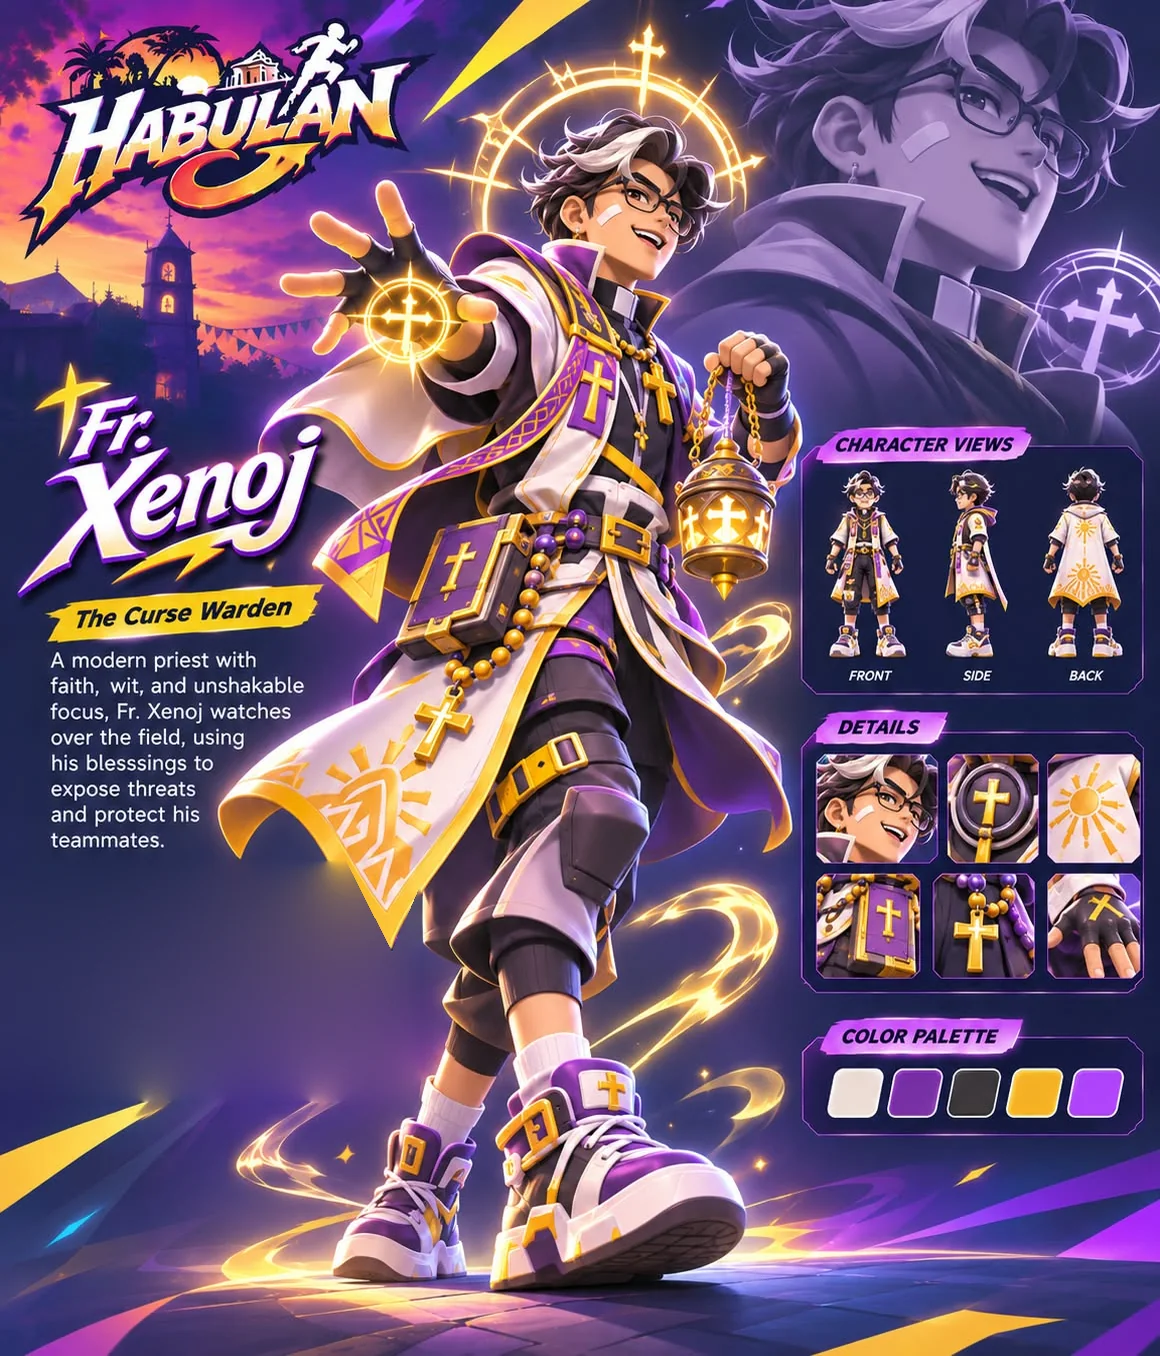 HABULAN
Fr.
Xenoj
The Curse Warden
A modern priest with
faith, wit, and unshakable
focus, Fr. Xenoj watches
over the field, using
his blesssings to
expose threats
and protect his
teammates.
CHARACTER VIEWS
FRONT
SIDE
BACK
DETAILS
COLOR PALETTE